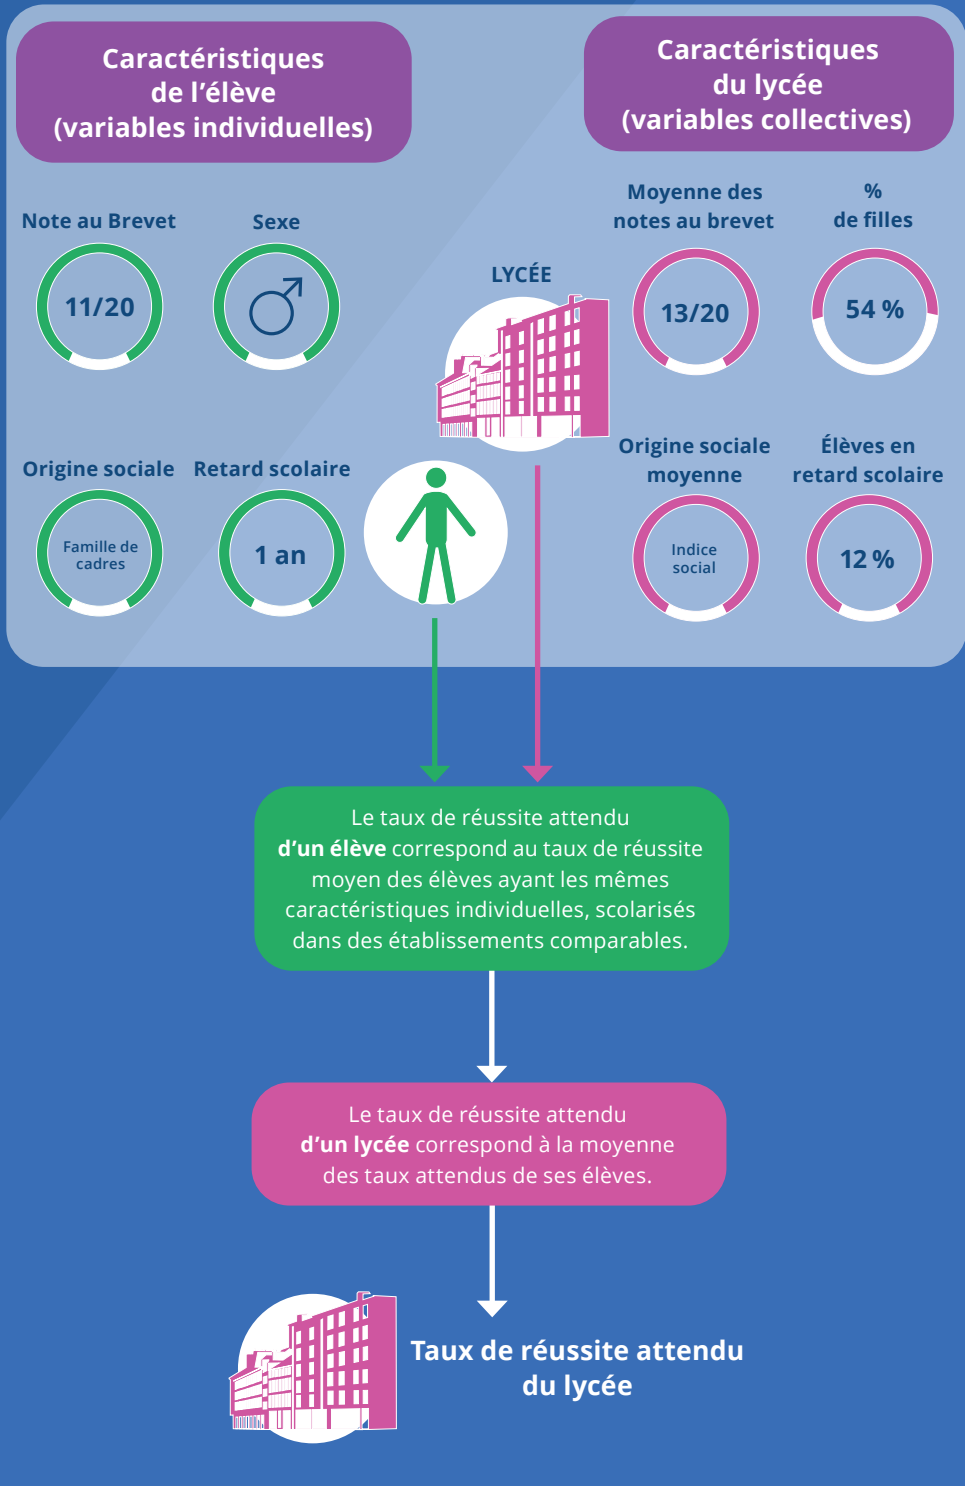 Caractéristiques
de l’élève
(variables individuelles)
Caractéristiques
du lycée
(variables collectives)
Note au Brevet
11/20
Sexe
Origine sociale
Famille de
cadres
Retard scolaire
1 an
LYCÉE
Moyenne des
notes au brevet
13/20
%
de filles
54 %
Origine sociale
moyenne
Indice
social
Élèves en
retard scolaire
12 %
Le taux de réussite attendu
d’un élève correspond au taux de réussite
moyen des élèves ayant les mêmes
caractéristiques individuelles, scolarisés
dans des établissements comparables.
Le taux de réussite attendu
d’un lycée correspond à la moyenne
des taux attendus de ses élèves.
Taux de réussite attendu
du lycée